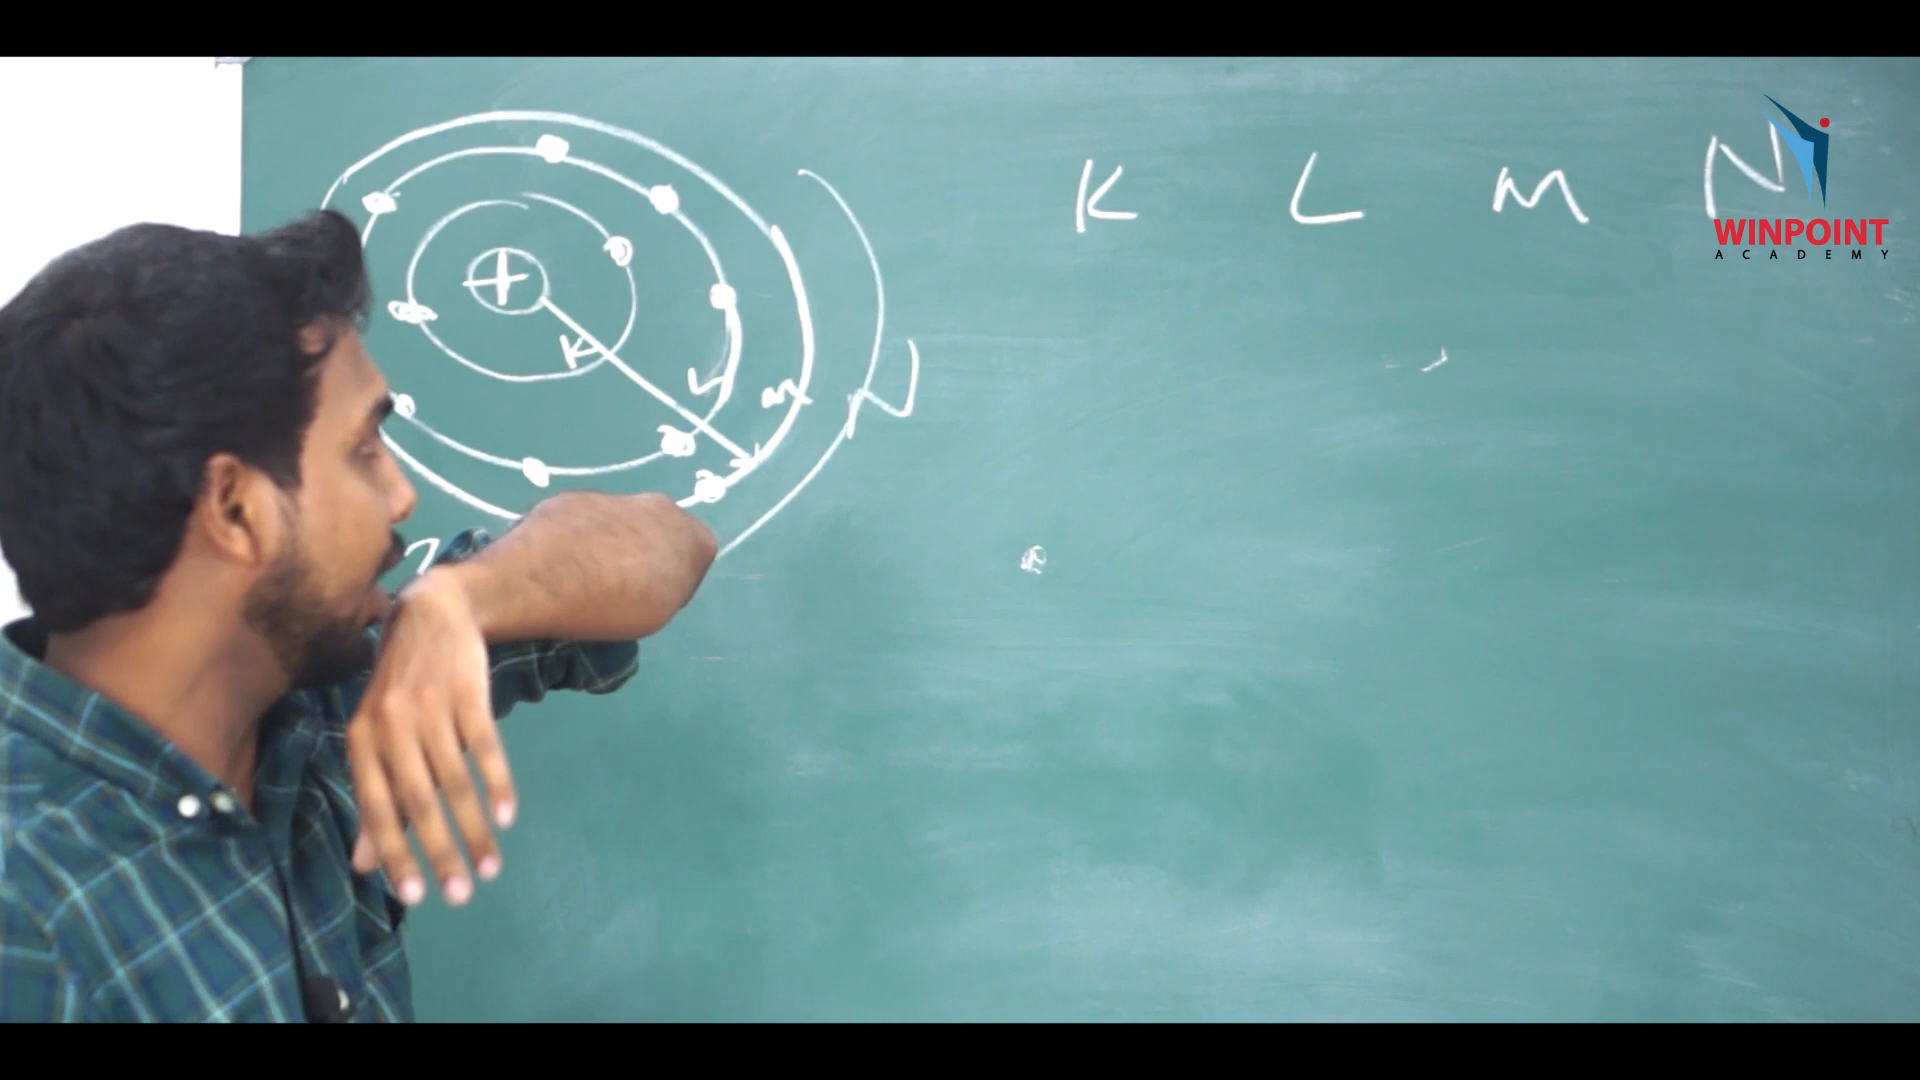 K L M N
WINPOINT
ACADEMY
+
K L M N